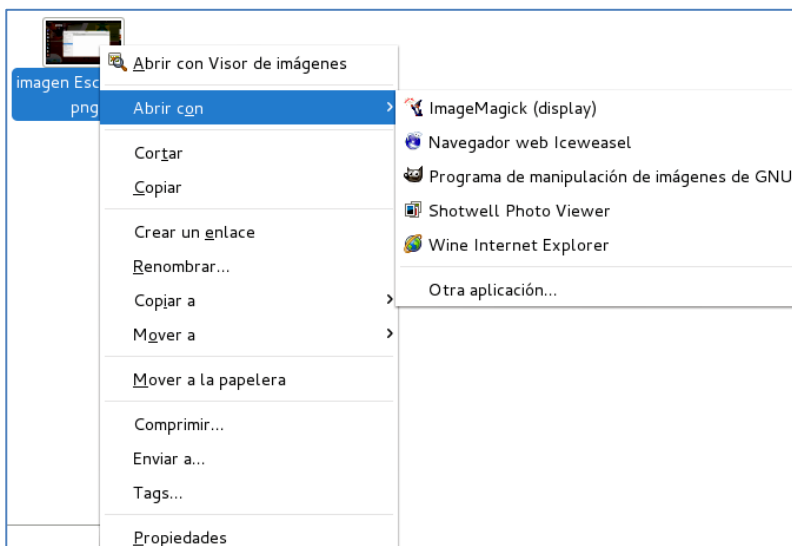 imagen Esc
png
Abrir con Visor de imágenes
Abrir con
Cortar
Copiar
Crear un enlace
Renombrar...
Copiar a
Mover a
Mover a la papelera
Comprimir...
Enviar a...
Tags...
Propiedades
ImageMagick (display)
Navegador web Iceweasel
Programa de manipulación de imágenes de GNU
Shotwell Photo Viewer
Wine Internet Explorer
Otra aplicación...